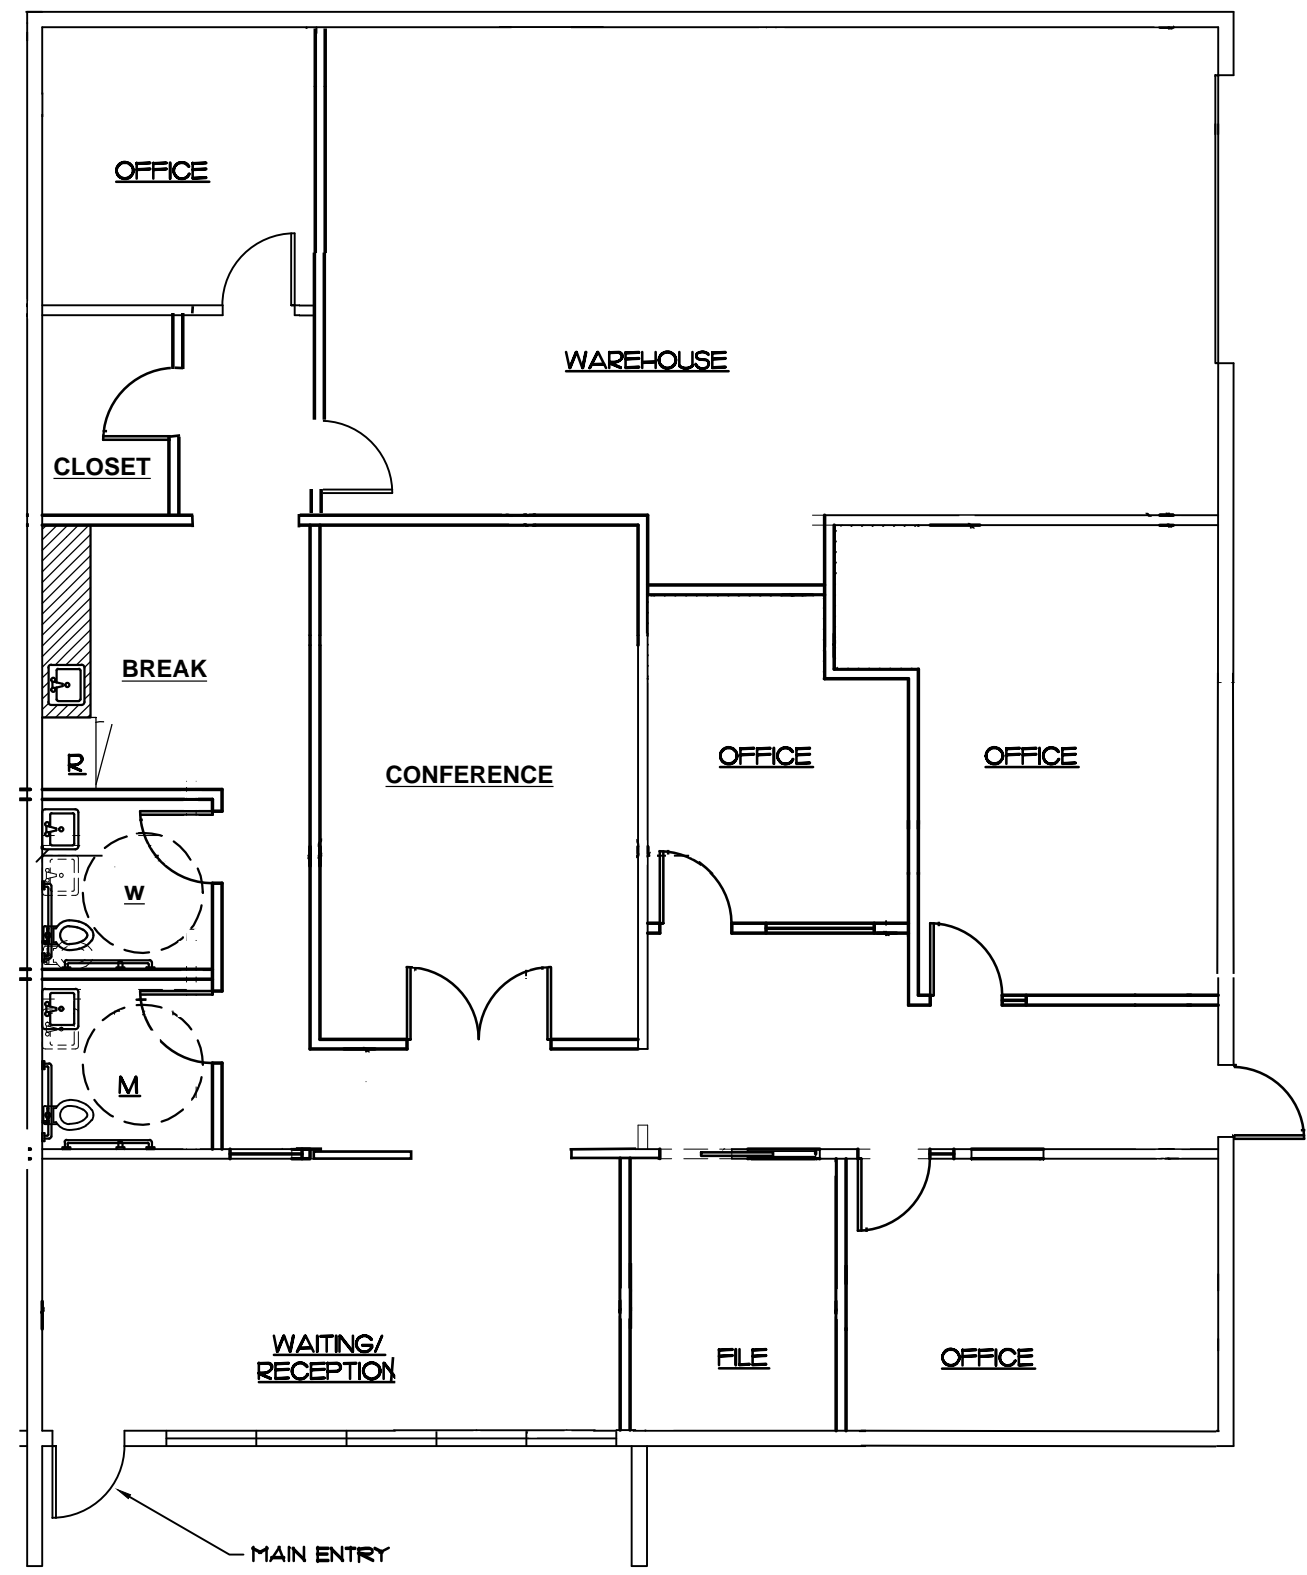 OFFICE
WAREHOUSE
CLOSET
BREAK
R
CONFERENCE
OFFICE
OFFICE
W
M
WAITING/
RECEPTION
FILE
OFFICE
MAIN ENTRY